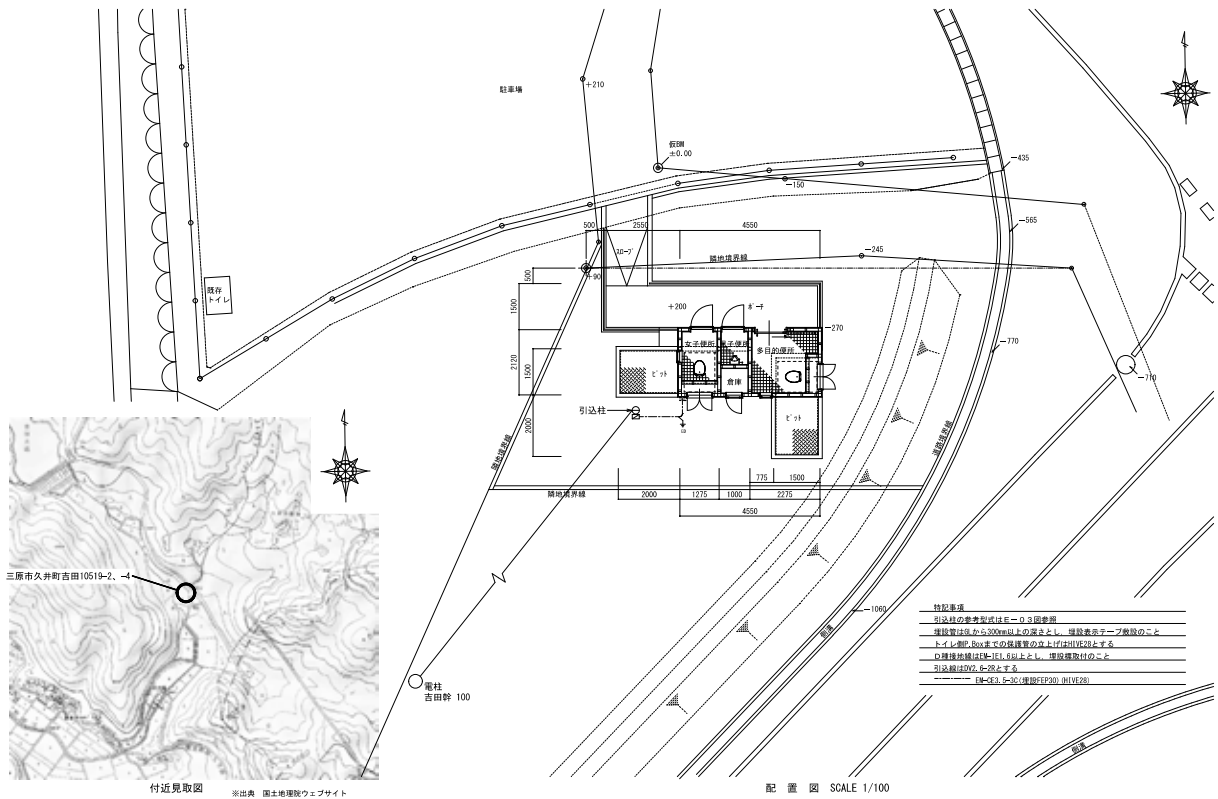 駐車場
+210
仮BM
±0.00
-150
-435
-565
500
2550
4550
スロープ
-245
隣地境界線
+90
既存
トイレ
500
1500
2120
1500
2000
+200
ポーチ
-270
-770
-710
女子便所
男子便所
多目的便所
倉庫
ピット
ピット
引込柱
ED
隣地境界線
道路境界線
隣地境界線
775
1500
2000
1275
1000
2275
4550
三原市久井町吉田10519-2、-4
電柱
吉田幹 100
-1060
側溝
側溝
特記事項
引込柱の参考型式はE-03図参照
埋設管はGLから300mm以上の深さとし、埋設表示テープ敷設のこと
トイレ側P.Boxまでの保護管の立上げはHIVE28とする
D種接地線はEM-IE1.6以上とし、埋設標取付のこと
引込線はDV2.6-2Rとする
EM-CE3.5-3C(埋設FEP30)(HIVE28)
付近見取図
※出典 国土地理院ウェブサイト
配 置 図 SCALE 1/100